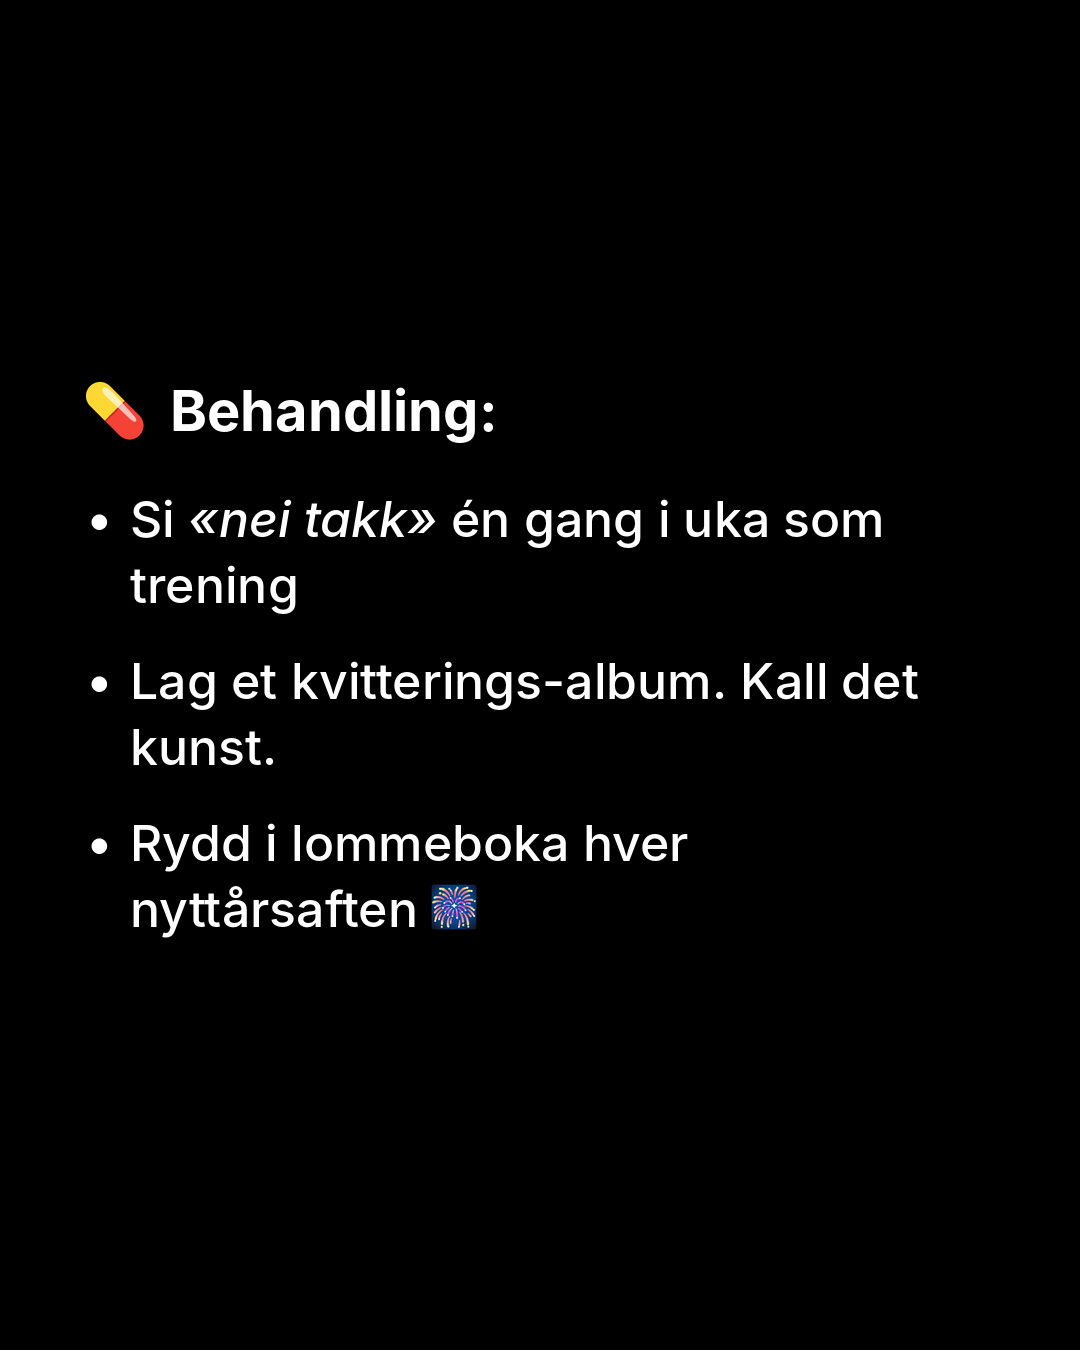 💊 Behandling:
• Si «nei takk» én gang i uka som
trening
• Lag et kvitterings-album. Kall det
kunst.
• Rydd i lommeboka hver
nyttårsaften 🎆